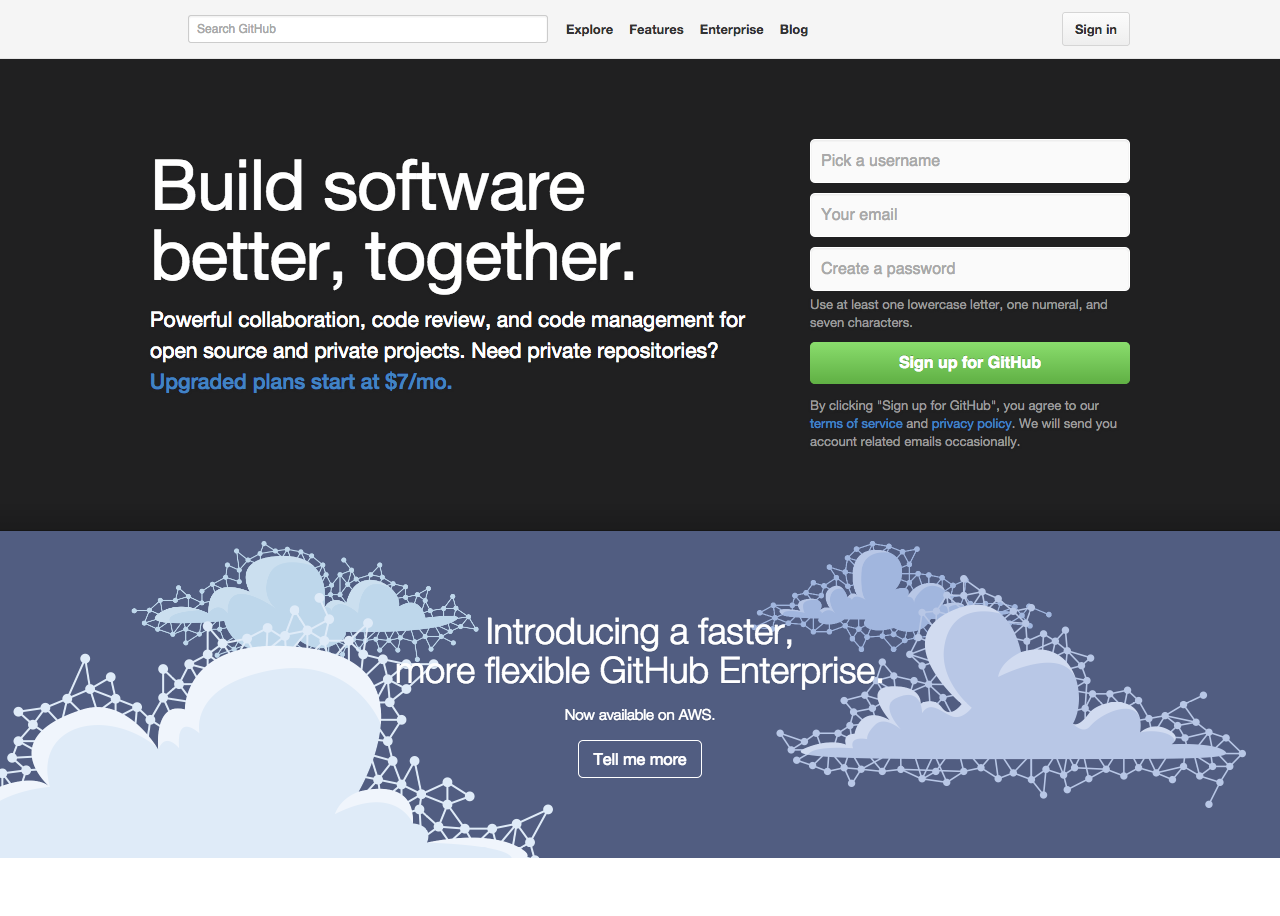 Search GitHub
Explore Features Enterprise Blog
Sign in
Build software
better, together.
Powerful collaboration, code review, and code management for
open source and private projects. Need private repositories?
Upgraded plans start at $7/mo.
Pick a username
Your email
Create a password
Use at least one lowercase letter, one numeral, and
seven characters.
Sign up for GitHub
By clicking "Sign up for GitHub", you agree to our
terms of service and privacy policy. We will send you
account related emails occasionally.
Introducing a faster,
more flexible GitHub Enterprise.
Now available on AWS.
Tell me more